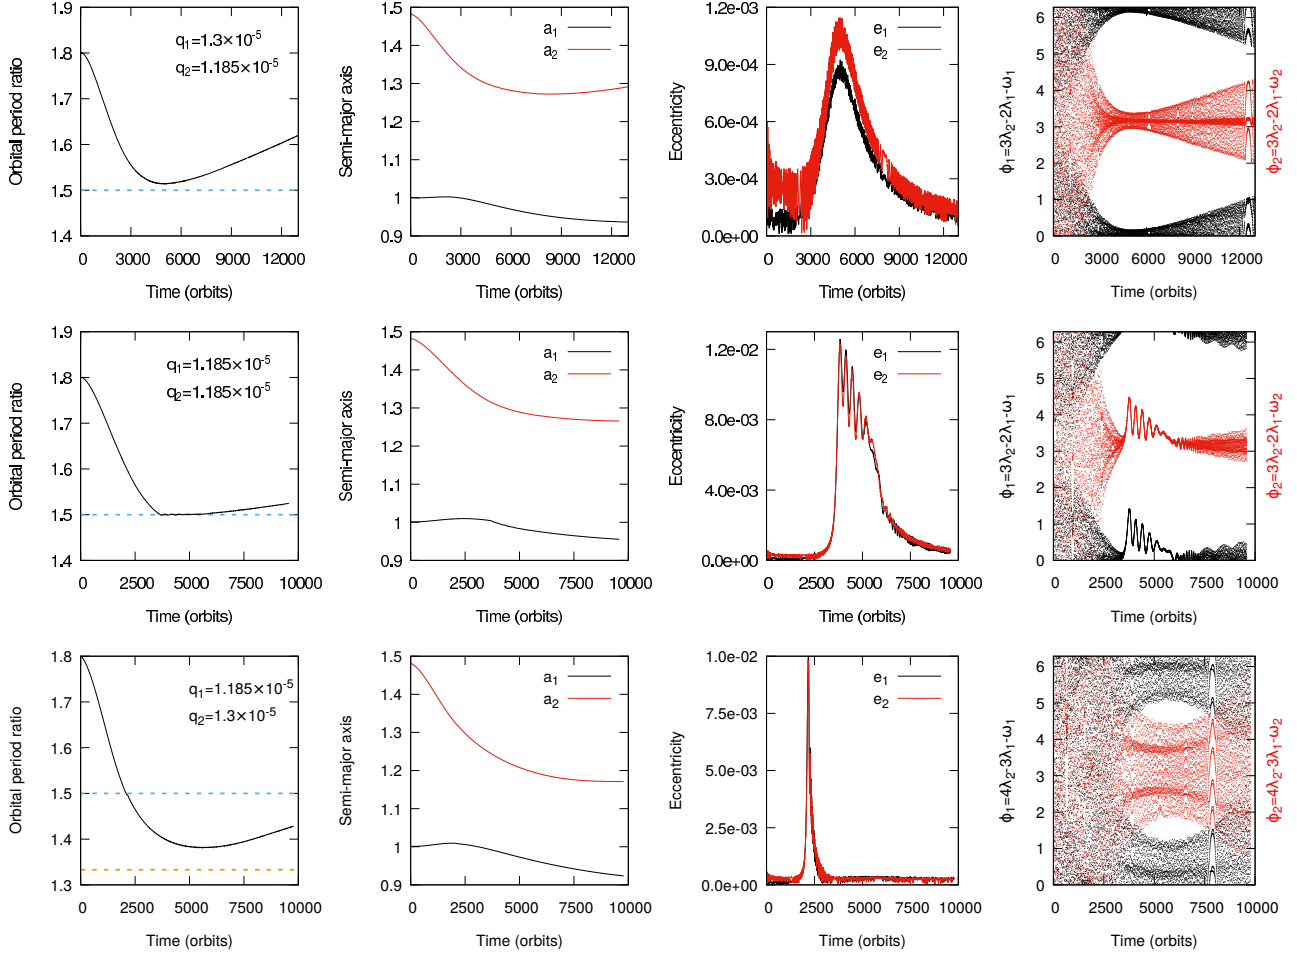 Orbital period ratio
1.9
1.8
1.7
1.6
1.5
1.4
q₁=1.3×10⁻⁵
q₂=1.185×10⁻⁵
0 3000 6000 9000 12000
Time (orbits)
Semi-major axis
1.5
1.4
1.3
1.2
1.1
1
0.9
a₁
a₂
0 3000 6000 9000 12000
Time (orbits)
Eccentricity
1.2e-03
9.0e-04
6.0e-04
3.0e-04
0.0e+00
e₁
e₂
0 3000 6000 9000 12000
Time (orbits)
ϕ₁=3λ₂-2λ₁-ω₁
6
5
4
3
2
1
0
ϕ₂=3λ₂-2λ₁-ω₂
0 3000 6000 9000 12000
Time (orbits)
Orbital period ratio
1.9
1.8
1.7
1.6
1.5
1.4
q₁=1.185×10⁻⁵
q₂=1.185×10⁻⁵
0 2500 5000 7500 10000
Time (orbits)
Semi-major axis
1.5
1.4
1.3
1.2
1.1
1
0.9
a₁
a₂
0 2500 5000 7500 10000
Time (orbits)
Eccentricity
1.2e-02
8.0e-03
4.0e-03
0.0e+00
e₁
e₂
0 2500 5000 7500 10000
Time (orbits)
ϕ₁=3λ₂-2λ₁-ω₁
6
5
4
3
2
1
0
ϕ₂=3λ₂-2λ₁-ω₂
0 2500 5000 7500 10000
Time (orbits)
Orbital period ratio
1.8
1.7
1.6
1.5
1.4
1.3
q₁=1.185×10⁻⁵
q₂=1.3×10⁻⁵
0 2500 5000 7500 10000
Time (orbits)
Semi-major axis
1.5
1.4
1.3
1.2
1.1
1
0.9
a₁
a₂
0 2500 5000 7500 10000
Time (orbits)
Eccentricity
1.0e-02
7.5e-03
5.0e-03
2.5e-03
0.0e+00
e₁
e₂
0 2500 5000 7500 10000
Time (orbits)
ϕ₁=4λ₂-3λ₁-ω₁
6
5
4
3
2
1
0
ϕ₂=4λ₂-3λ₁-ω₂
0 2500 5000 7500 10000
Time (orbits)